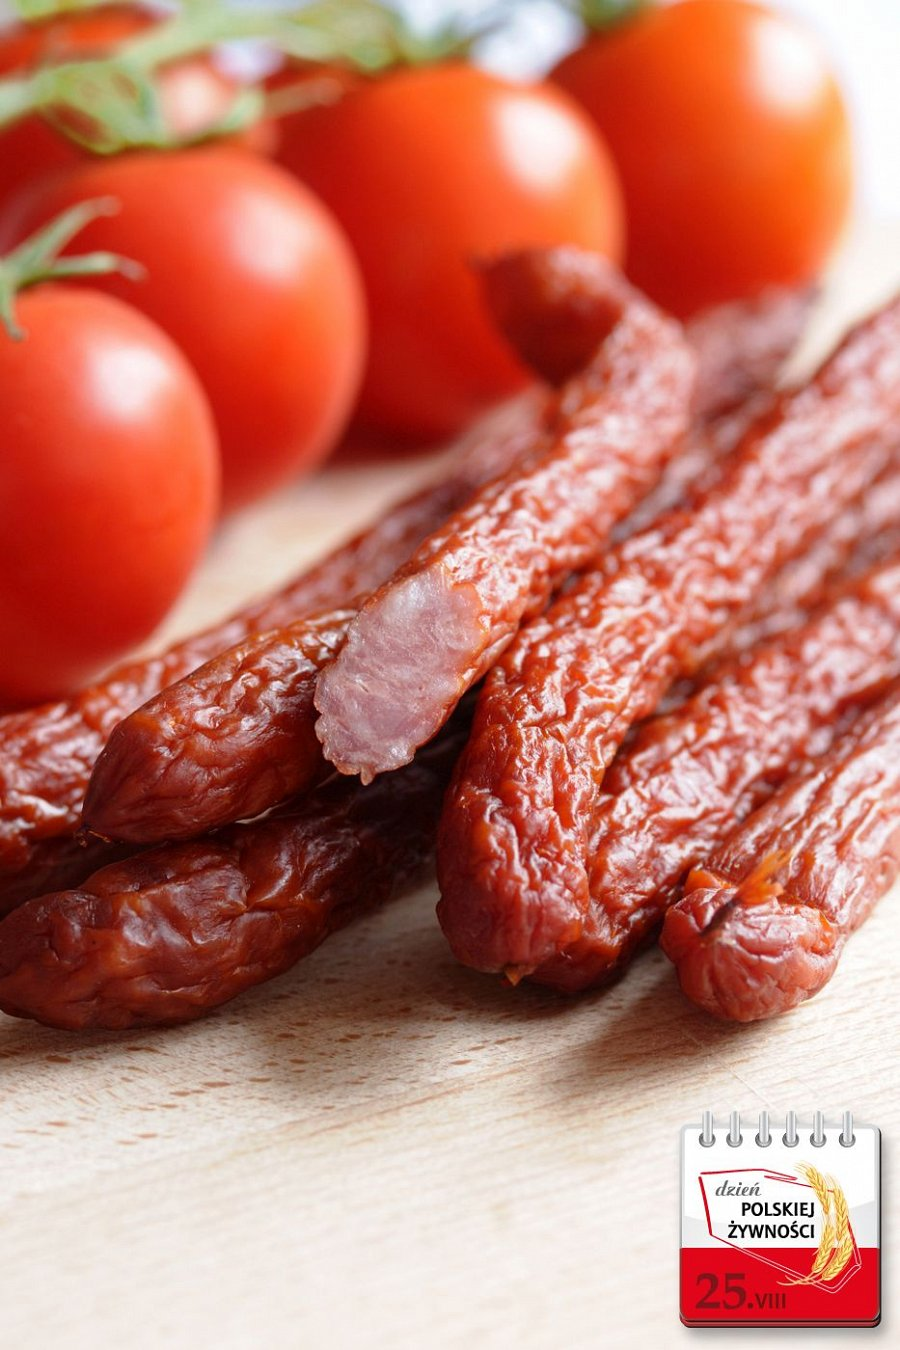 dzień
POLSKIEJ
ŻYWNOŚCI
25.VIII